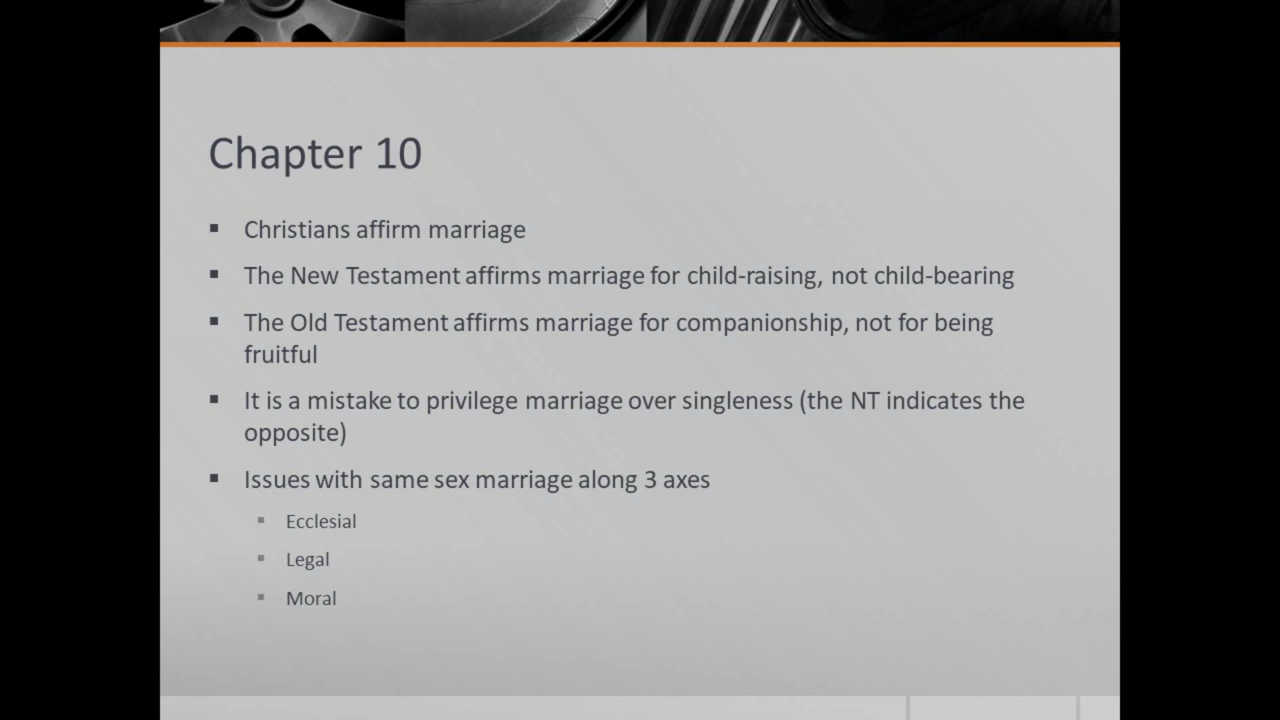 Chapter 10
▪ Christians affirm marriage
▪ The New Testament affirms marriage for child-raising, not child-bearing
▪ The Old Testament affirms marriage for companionship, not for being
fruitful
▪ It is a mistake to privilege marriage over singleness (the NT indicates the
opposite)
▪ Issues with same sex marriage along 3 axes
▪ Ecclesial
▪ Legal
▪ Moral